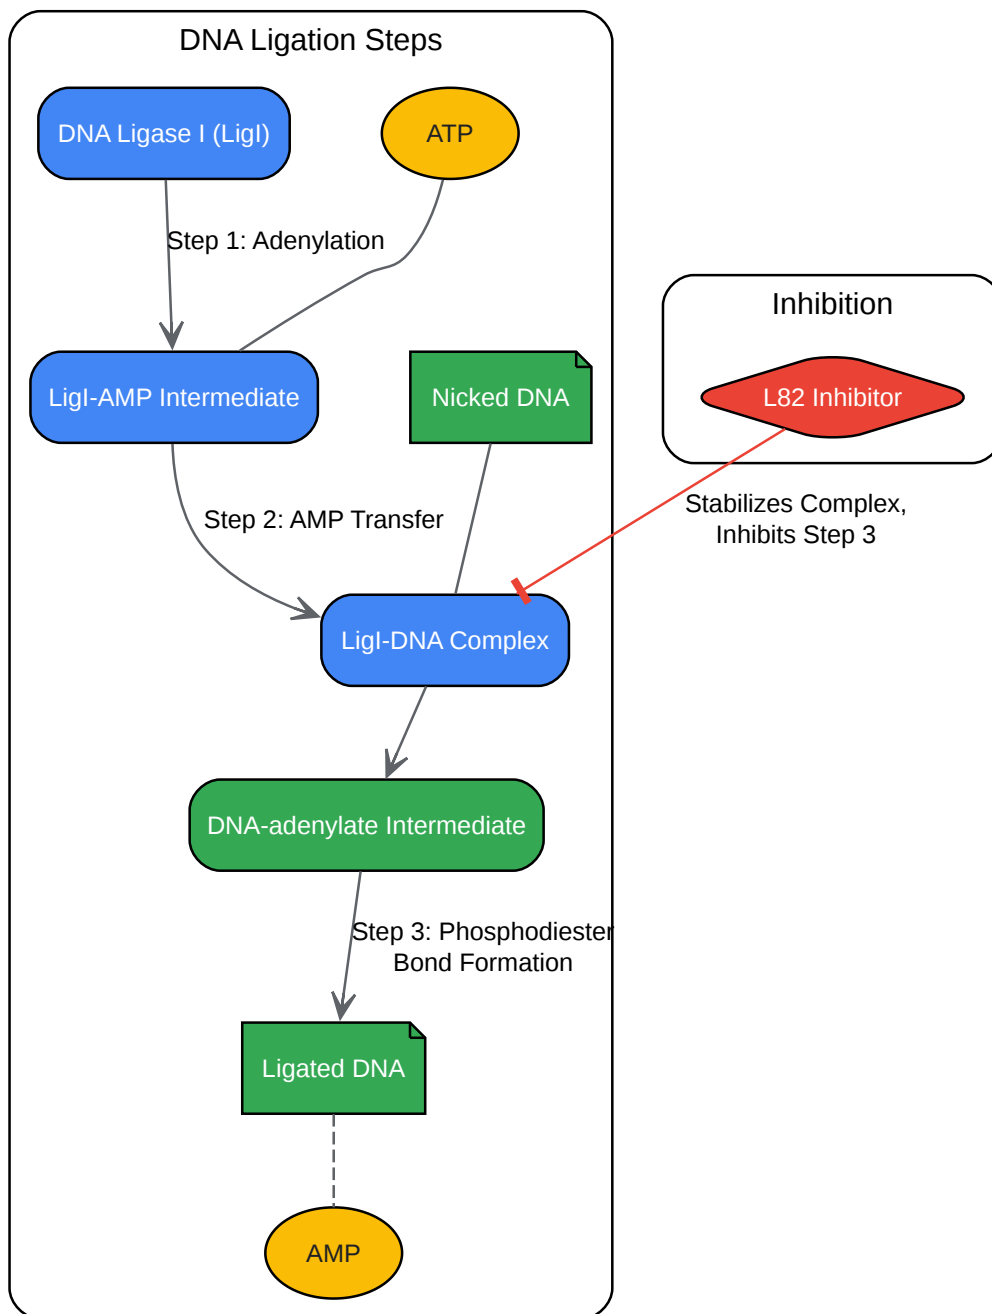 DNA Ligation Steps
DNA Ligase I (LigI)
ATP
Step 1: Adenylation
Inhibition
LigI-AMP Intermediate
Nicked DNA
L82 Inhibitor
Step 2: AMP Transfer
Stabilizes Complex,
Inhibits Step 3
LigI-DNA Complex
DNA-adenylate Intermediate
Step 3: Phosphodiester
Bond Formation
Ligated DNA
AMP